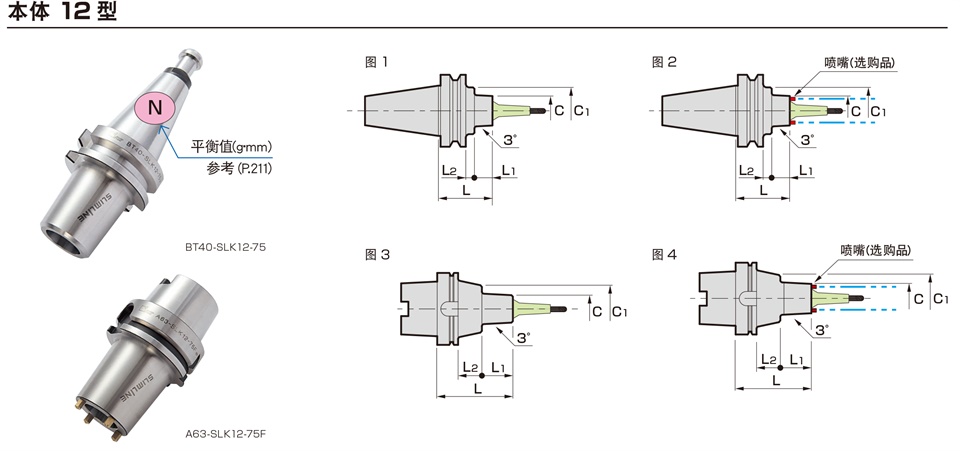 本体 12 型
N
平衡值(g·mm)
参考 (P.211)
SUMLINE
BT40-SLK12-75
SUMLINE
A63-SLK12-75F
图 1
C
C1
3°
L2
L1
L
图 2
喷嘴(选购品)
C
C1
3°
L2
L1
L
图 3
C
C1
3°
L2
L1
L
图 4
喷嘴(选购品)
C
C1
3°
L2
L1
L